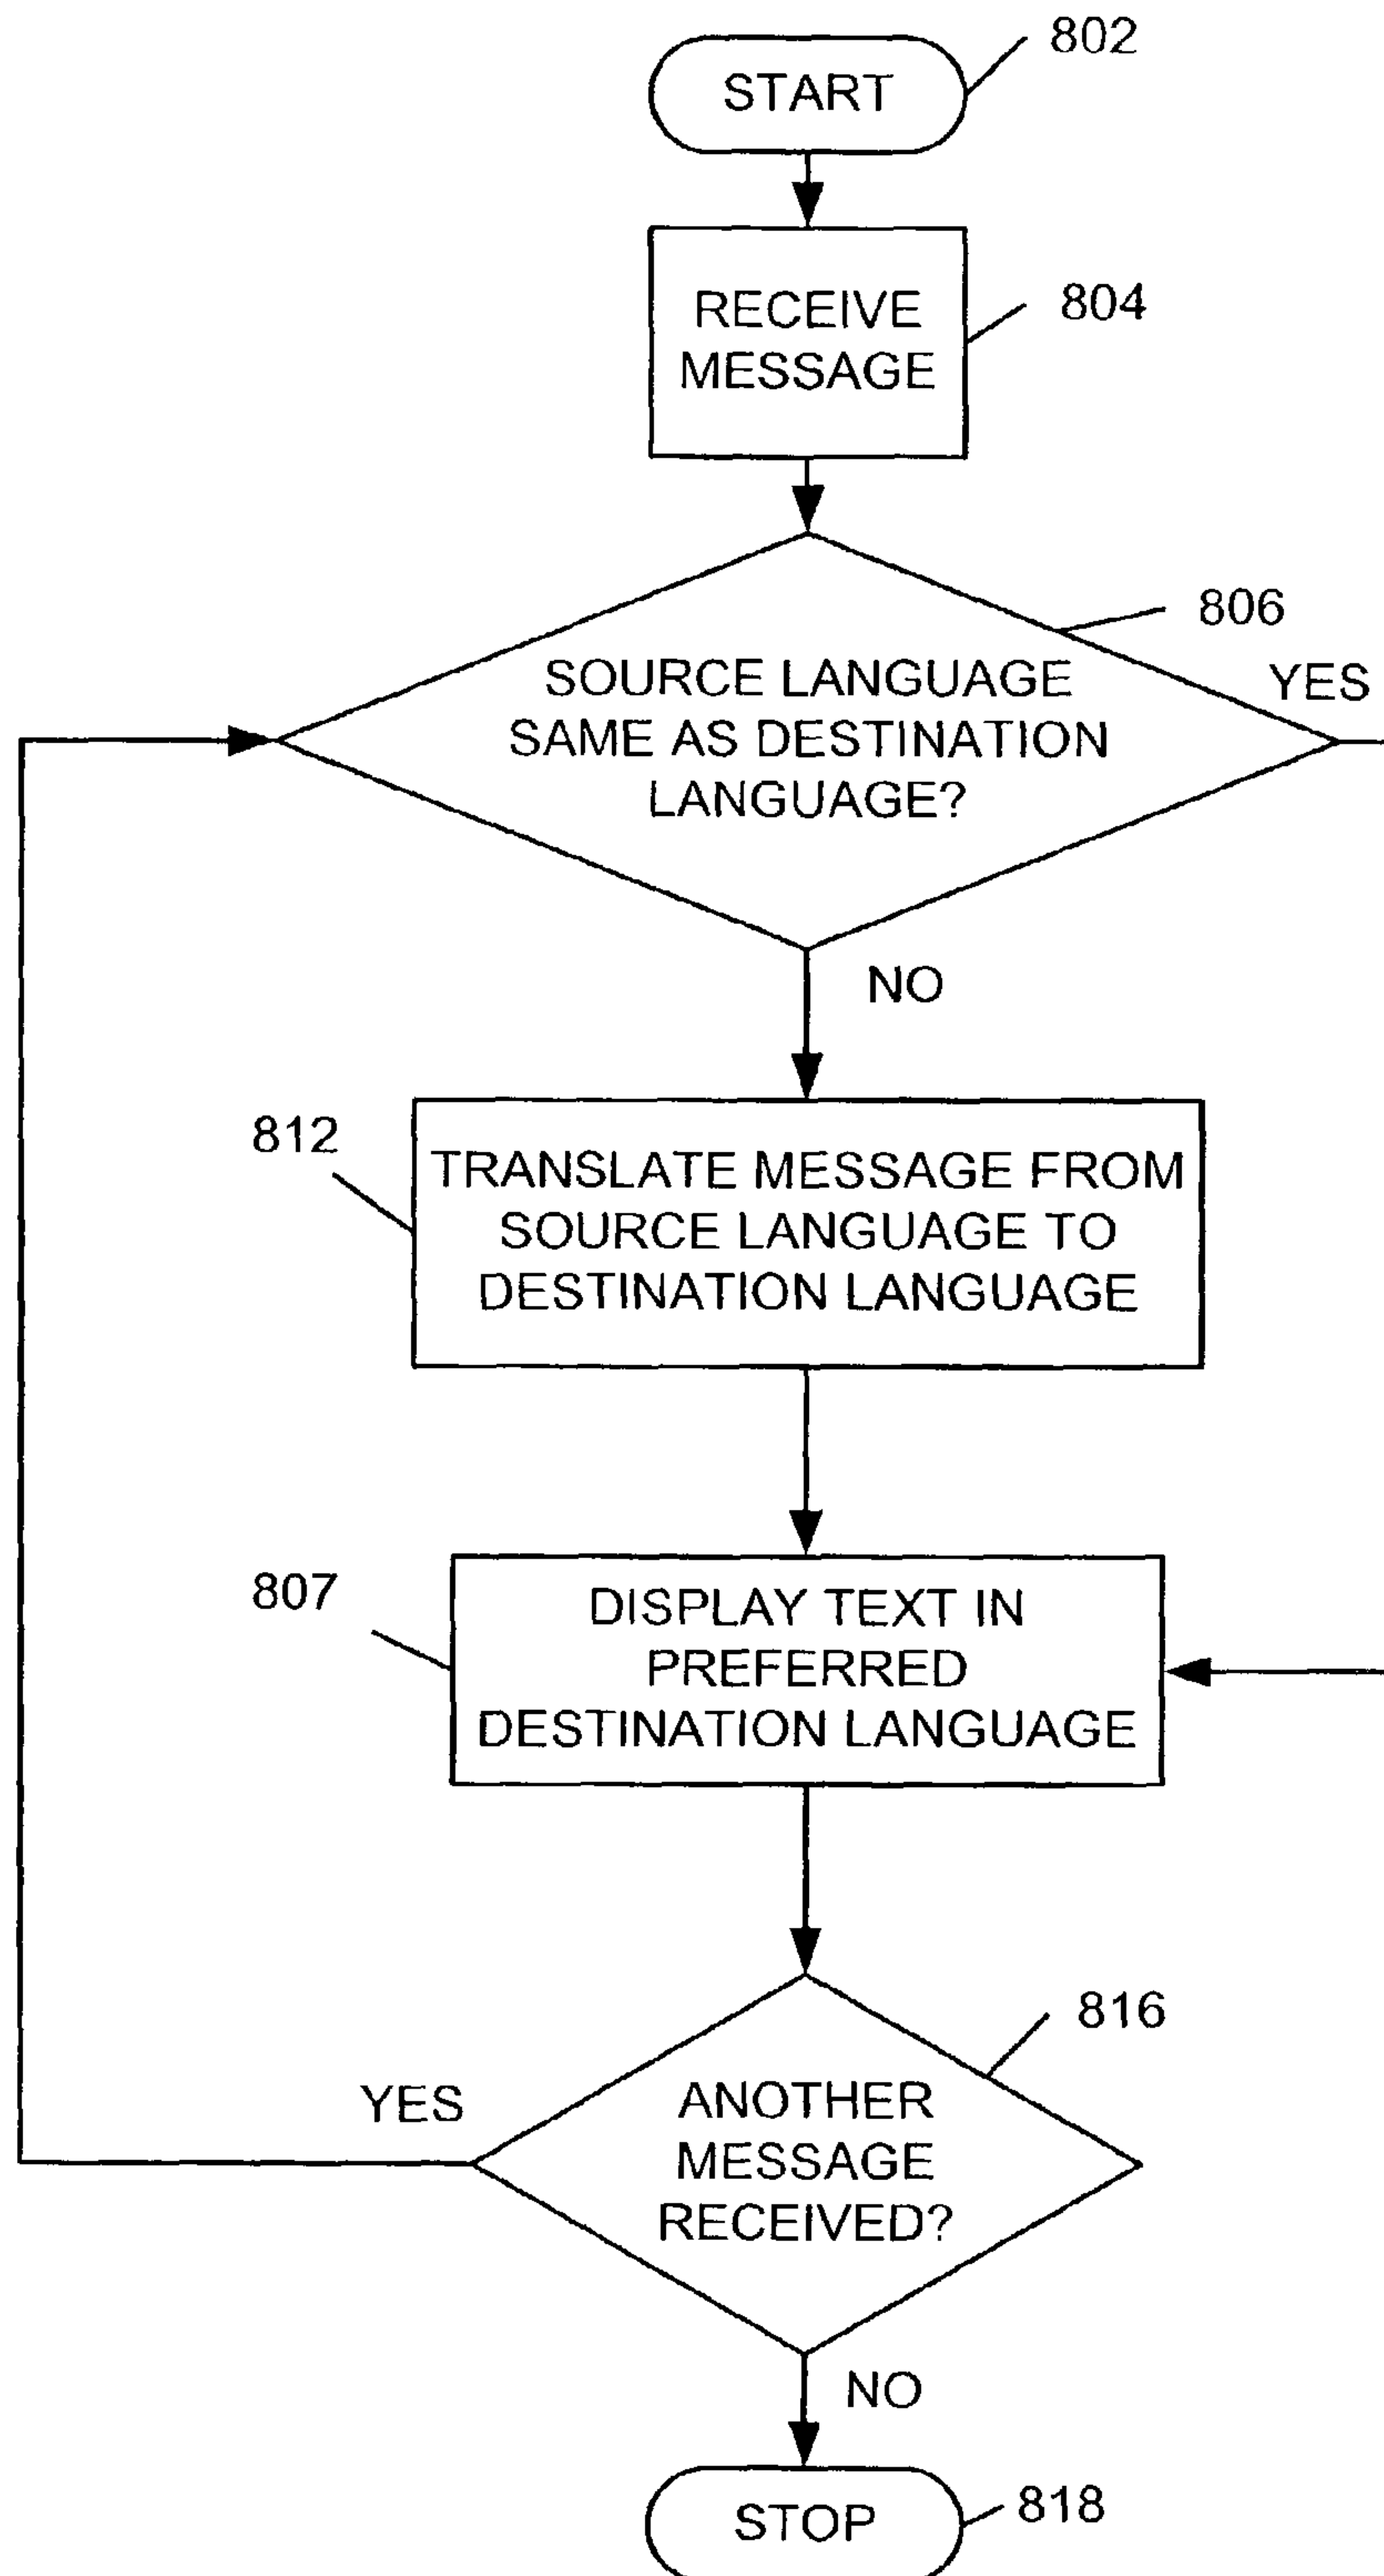 802
START
RECEIVE
MESSAGE
804
806
SOURCE LANGUAGE
SAME AS DESTINATION
LANGUAGE?
YES
NO
812
TRANSLATE MESSAGE FROM
SOURCE LANGUAGE TO
DESTINATION LANGUAGE
807
DISPLAY TEXT IN
PREFERRED
DESTINATION LANGUAGE
816
YES
ANOTHER
MESSAGE
RECEIVED?
NO
STOP
818